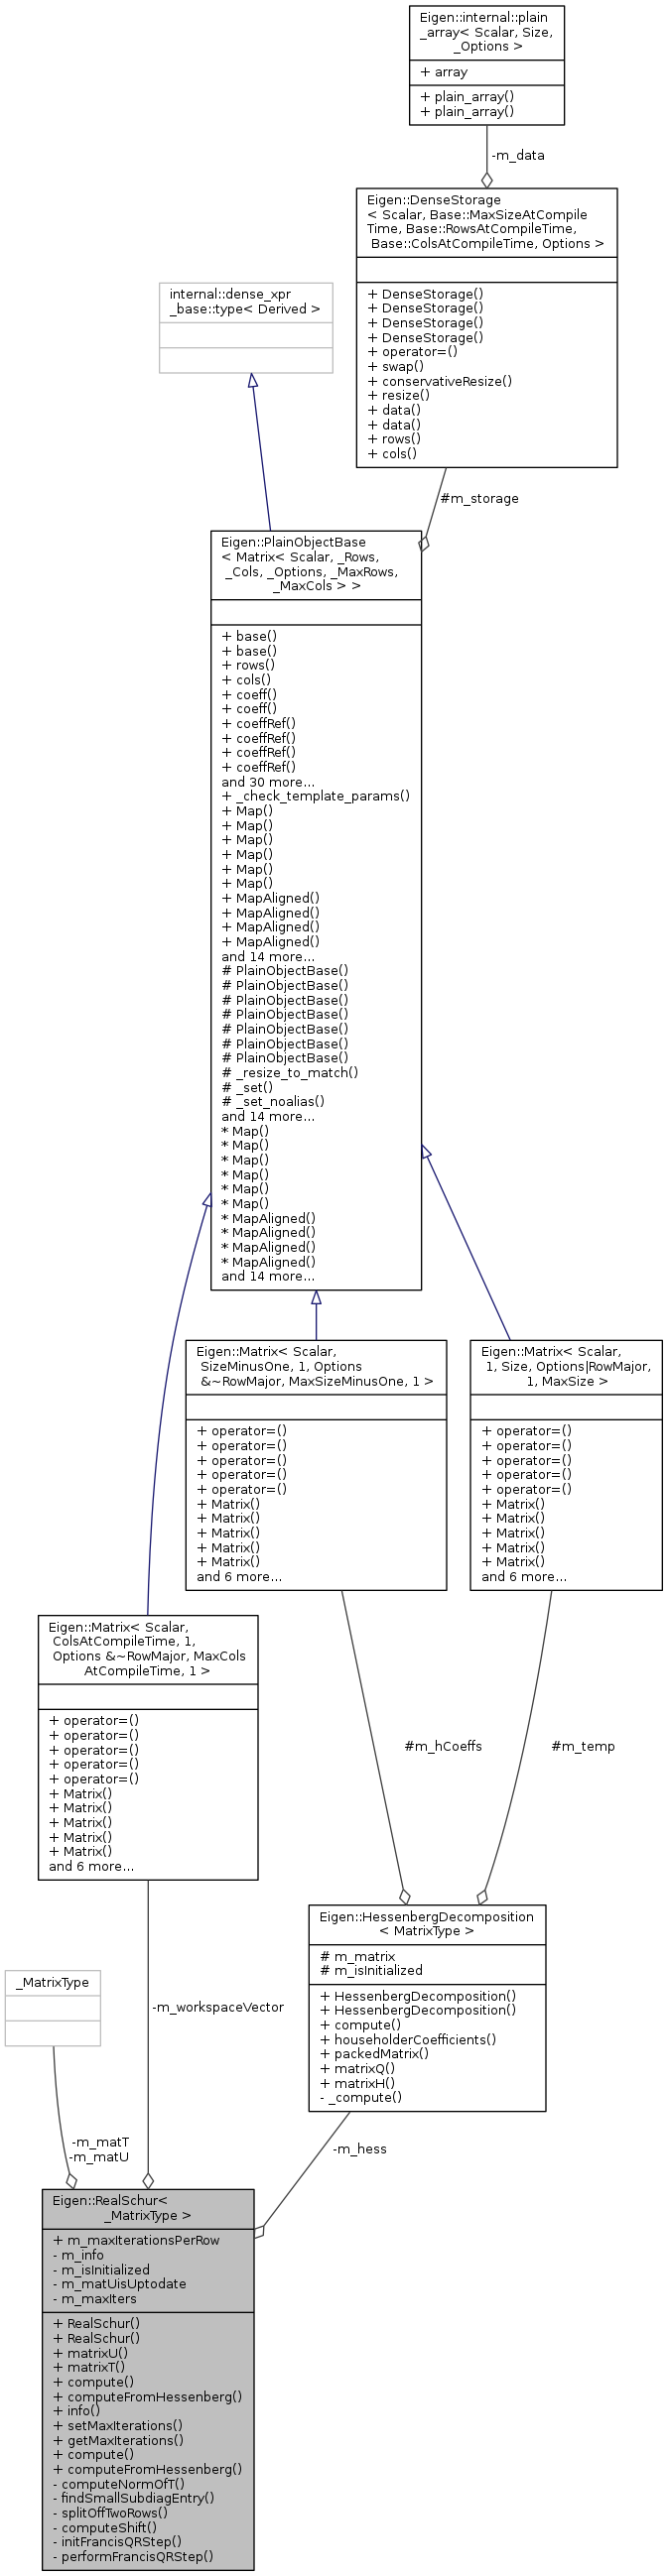 Eigen::internal::plain
_array< Scalar, Size,
_Options >
+ array
+ plain_array()
+ plain_array()
-m_data
Eigen::DenseStorage
< Scalar, Base::MaxSizeAtCompile
Time, Base::RowsAtCompileTime,
Base::ColsAtCompileTime, Options >
+ DenseStorage()
+ DenseStorage()
+ DenseStorage()
+ DenseStorage()
+ operator=()
+ swap()
+ conservativeResize()
+ resize()
+ data()
+ data()
+ rows()
+ cols()
internal::dense_xpr
_base::type< Derived >
#m_storage
Eigen::PlainObjectBase
< Matrix< Scalar, _Rows,
_Cols, _Options, _MaxRows,
_MaxCols > >
+ base()
+ base()
+ rows()
+ cols()
+ coeff()
+ coeff()
+ coeffRef()
+ coeffRef()
+ coeffRef()
+ coeffRef()
and 30 more...
+ _check_template_params()
+ Map()
+ Map()
+ Map()
+ Map()
+ Map()
+ Map()
+ MapAligned()
+ MapAligned()
+ MapAligned()
+ MapAligned()
and 14 more...
# PlainObjectBase()
# PlainObjectBase()
# PlainObjectBase()
# PlainObjectBase()
# PlainObjectBase()
# PlainObjectBase()
# PlainObjectBase()
# _resize_to_match()
# _set()
# _set_noalias()
and 14 more...
* Map()
* Map()
* Map()
* Map()
* Map()
* Map()
* MapAligned()
* MapAligned()
* MapAligned()
* MapAligned()
and 14 more...
Eigen::Matrix< Scalar,
SizeMinusOne, 1, Options
&~RowMajor, MaxSizeMinusOne, 1 >
+ operator=()
+ operator=()
+ operator=()
+ operator=()
+ operator=()
+ Matrix()
+ Matrix()
+ Matrix()
+ Matrix()
+ Matrix()
and 6 more...
Eigen::Matrix< Scalar,
1, Size, Options|RowMajor,
1, MaxSize >
+ operator=()
+ operator=()
+ operator=()
+ operator=()
+ operator=()
+ Matrix()
+ Matrix()
+ Matrix()
+ Matrix()
+ Matrix()
and 6 more...
Eigen::Matrix< Scalar,
ColsAtCompileTime, 1,
Options &~RowMajor, MaxCols
AtCompileTime, 1 >
+ operator=()
+ operator=()
+ operator=()
+ operator=()
+ operator=()
+ Matrix()
+ Matrix()
+ Matrix()
+ Matrix()
+ Matrix()
and 6 more...
#m_hCoeffs
#m_temp
Eigen::HessenbergDecomposition
< MatrixType >
# m_matrix
# m_isInitialized
+ HessenbergDecomposition()
+ HessenbergDecomposition()
+ compute()
+ householderCoefficients()
+ packedMatrix()
+ matrixQ()
+ matrixH()
- _compute()
_MatrixType
-m_workspaceVector
-m_matT
-m_matU
-m_hess
Eigen::RealSchur<
_MatrixType >
+ m_maxIterationsPerRow
- m_info
- m_isInitialized
- m_matUisUptodate
- m_maxIters
+ RealSchur()
+ RealSchur()
+ matrixU()
+ matrixT()
+ compute()
+ computeFromHessenberg()
+ info()
+ setMaxIterations()
+ getMaxIterations()
+ compute()
+ computeFromHessenberg()
- computeNormOfT()
- findSmallSubdiagEntry()
- splitOffTwoRows()
- computeShift()
- initFrancisQRStep()
- performFrancisQRStep()